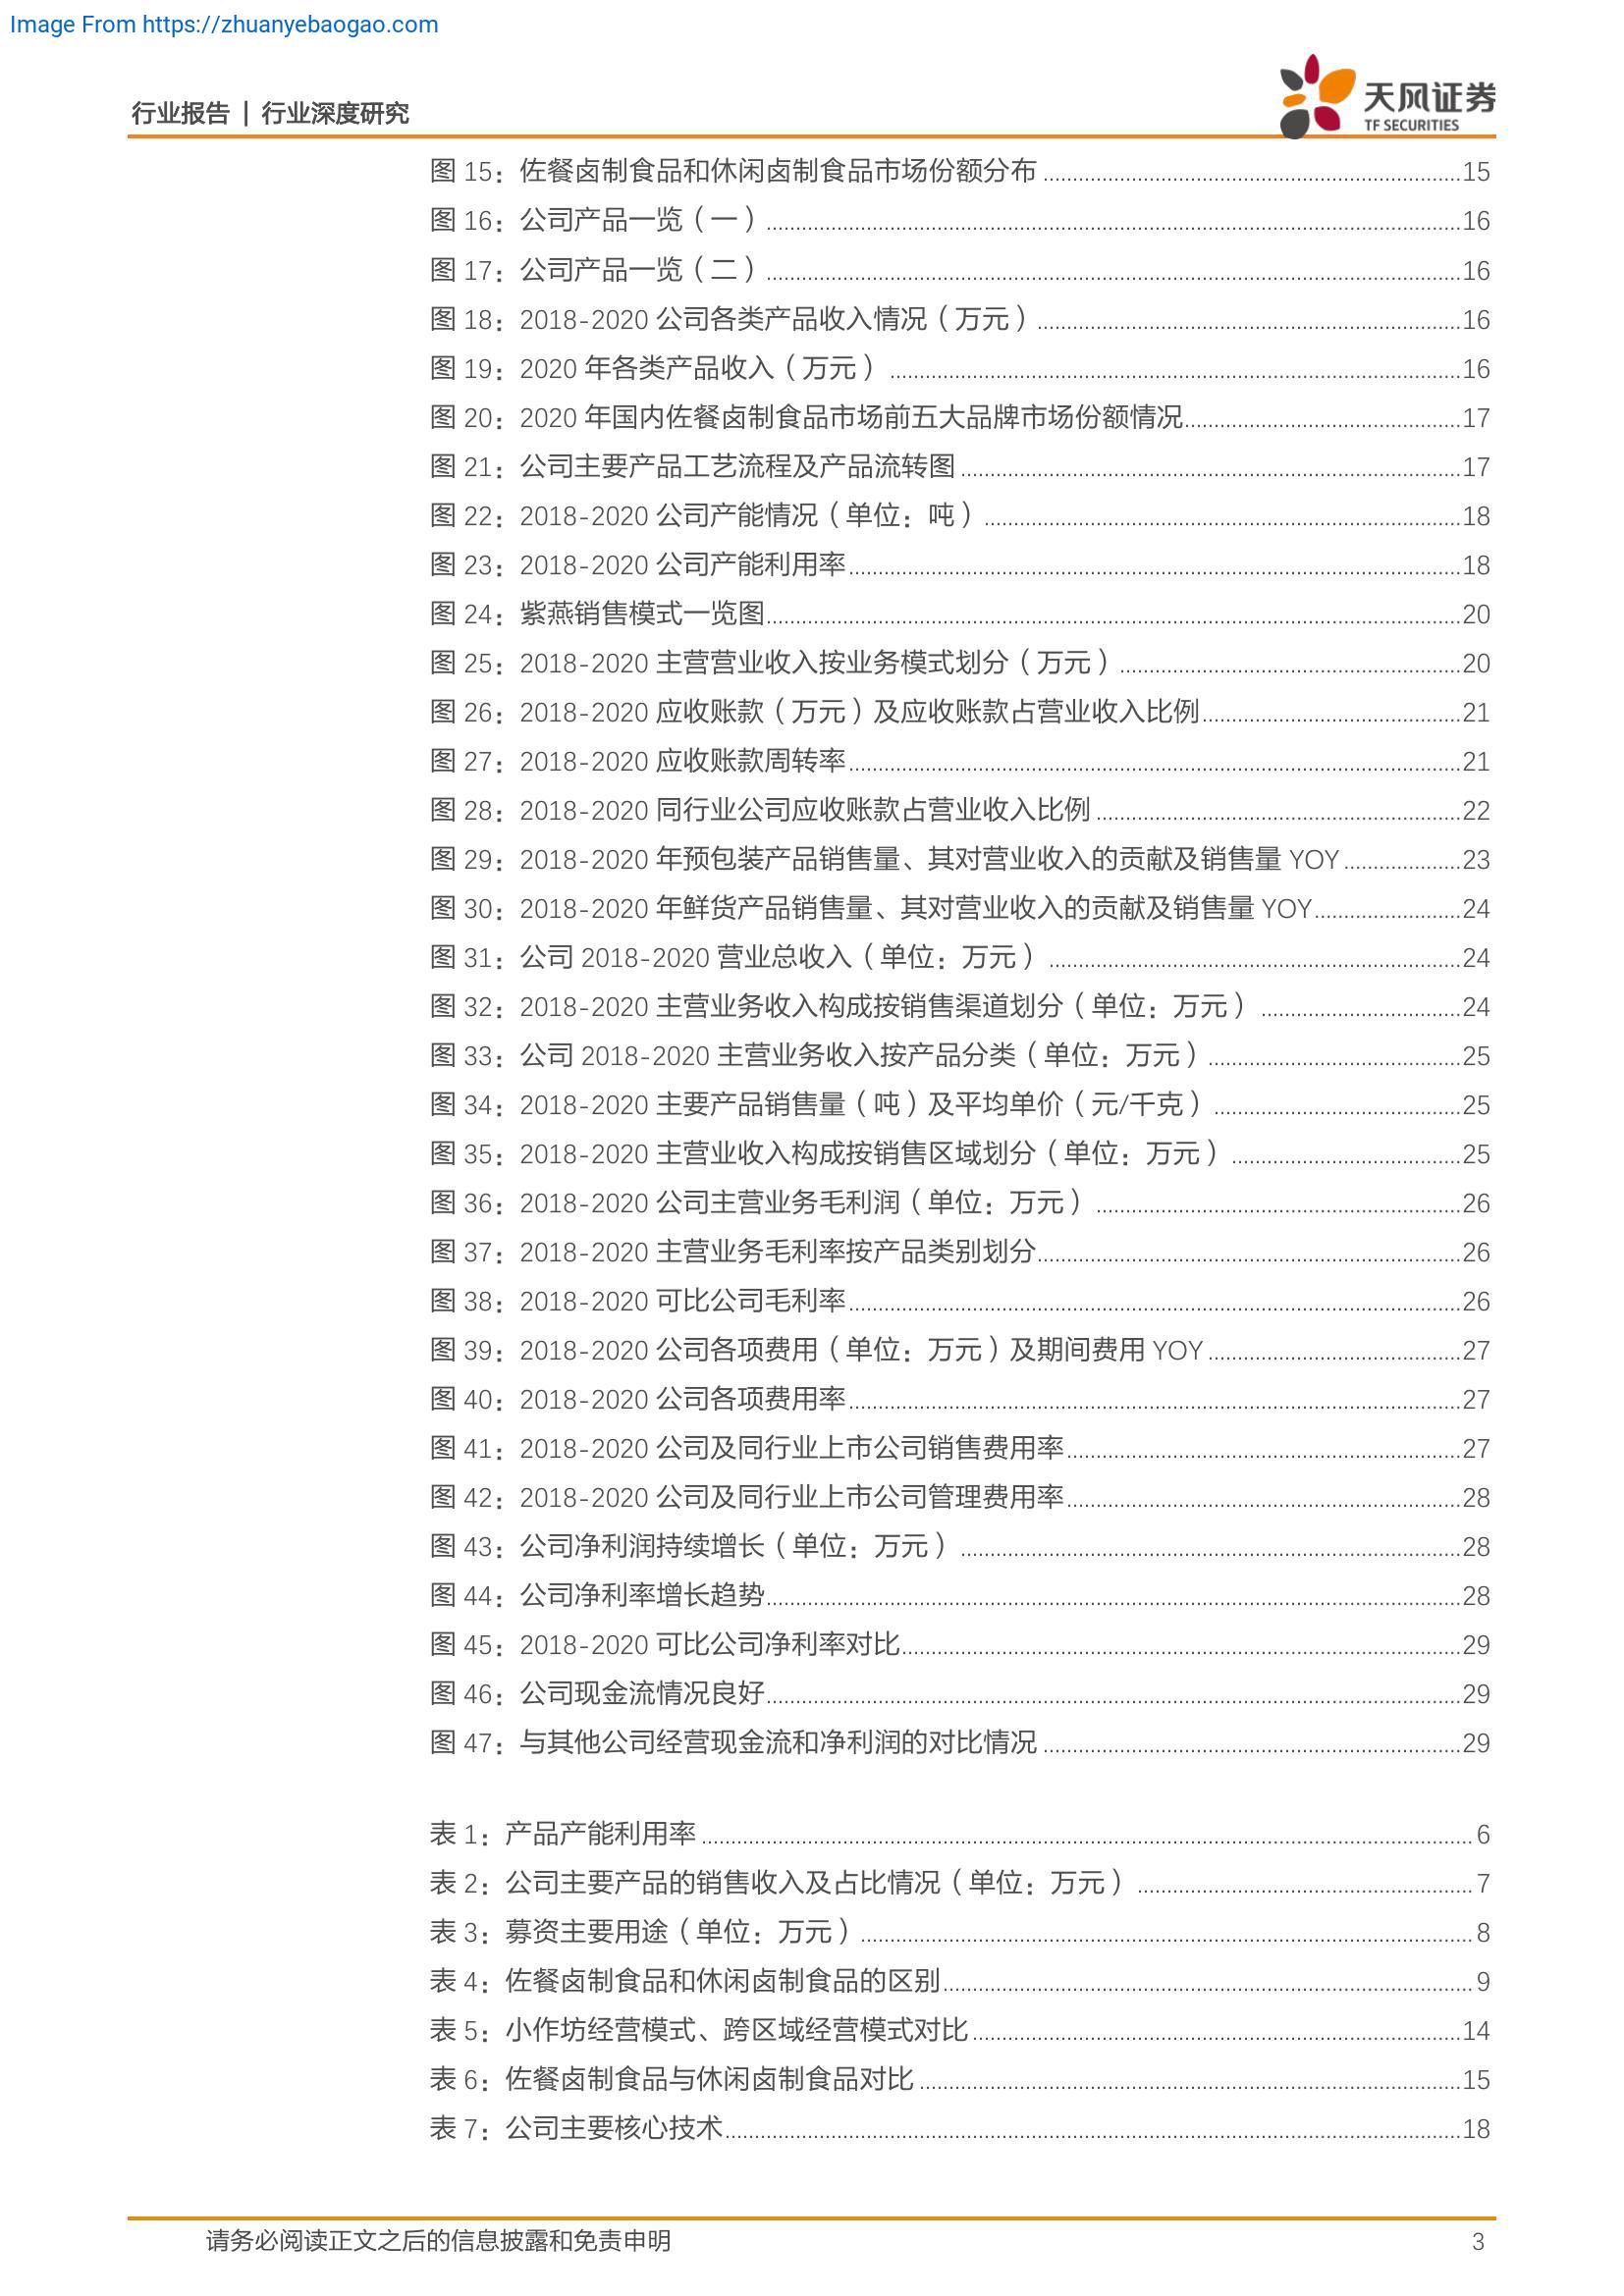 Image From https://zhuanyebaogao.com
行业报告 | 行业深度研究
天风证券
TF SECURITIES
图 15：佐餐卤制食品和休闲卤制食品市场份额分布 15
图 16：公司产品一览（一） 16
图 17：公司产品一览（二） 16
图 18：2018-2020 公司各类产品收入情况（万元） 16
图 19：2020 年各类产品收入（万元） 16
图 20：2020 年国内佐餐卤制食品市场前五大品牌市场份额情况 17
图 21：公司主要产品工艺流程及产品流转图 17
图 22：2018-2020 公司产能情况（单位：吨） 18
图 23：2018-2020 公司产能利用率 18
图 24：紫燕销售模式一览图 20
图 25：2018-2020 主营营业收入按业务模式划分（万元） 20
图 26：2018-2020 应收账款（万元）及应收账款占营业收入比例 21
图 27：2018-2020 应收账款周转率 21
图 28：2018-2020 同行业公司应收账款占营业收入比例 22
图 29：2018-2020 年预包装产品销售量、其对营业收入的贡献及销售量 YOY 23
图 30：2018-2020 年鲜货产品销售量、其对营业收入的贡献及销售量 YOY 24
图 31：公司 2018-2020 营业总收入（单位：万元） 24
图 32：2018-2020 主营业务收入构成按销售渠道划分（单位：万元） 24
图 33：公司 2018-2020 主营业务收入按产品分类（单位：万元） 25
图 34：2018-2020 主要产品销售量（吨）及平均单价（元/千克） 25
图 35：2018-2020 主营业收入构成按销售区域划分（单位：万元） 25
图 36：2018-2020 公司主营业务毛利润（单位：万元） 26
图 37：2018-2020 主营业务毛利率按产品类别划分 26
图 38：2018-2020 可比公司毛利率 26
图 39：2018-2020 公司各项费用（单位：万元）及期间费用 YOY 27
图 40：2018-2020 公司各项费用率 27
图 41：2018-2020 公司及同行业上市公司销售费用率 27
图 42：2018-2020 公司及同行业上市公司管理费用率 28
图 43：公司净利润持续增长（单位：万元） 28
图 44：公司净利率增长趋势 28
图 45：2018-2020 可比公司净利率对比 29
图 46：公司现金流情况良好 29
图 47：与其他公司经营现金流和净利润的对比情况 29
表 1：产品产能利用率 6
表 2：公司主要产品的销售收入及占比情况（单位：万元） 7
表 3：募资主要用途（单位：万元） 8
表 4：佐餐卤制食品和休闲卤制食品的区别 9
表 5：小作坊经营模式、跨区域经营模式对比 14
表 6：佐餐卤制食品与休闲卤制食品对比 15
表 7：公司主要核心技术 18
请务必阅读正文之后的信息披露和免责申明 3